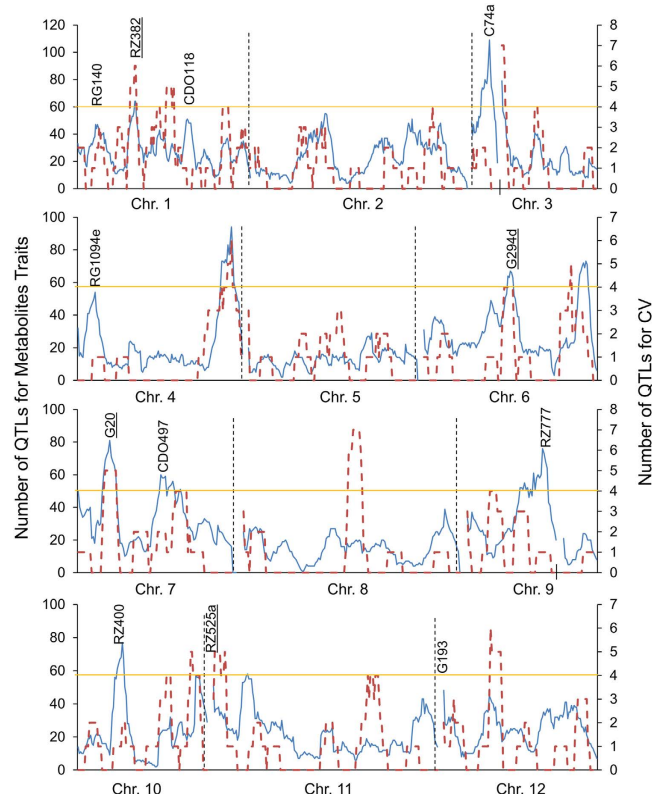 Number of QTLs for Metabolites Traits
Number of QTLs for CV
120
100
80
60
40
20
0
RG140
RZ382
CDO118
C74a
8
7
6
5
4
3
2
1
0
Chr. 1
Chr. 2
Chr. 3
100
80
60
40
20
0
RG1094e
G294d
7
6
5
4
3
2
1
0
Chr. 4
Chr. 5
Chr. 6
100
80
60
40
20
0
G20
CDO497
RZ777
8
7
6
5
4
3
2
1
0
Chr. 7
Chr. 8
Chr. 9
100
80
60
40
20
0
RZ400
RZ525a
G193
7
6
5
4
3
2
1
0
Chr. 10
Chr. 11
Chr. 12